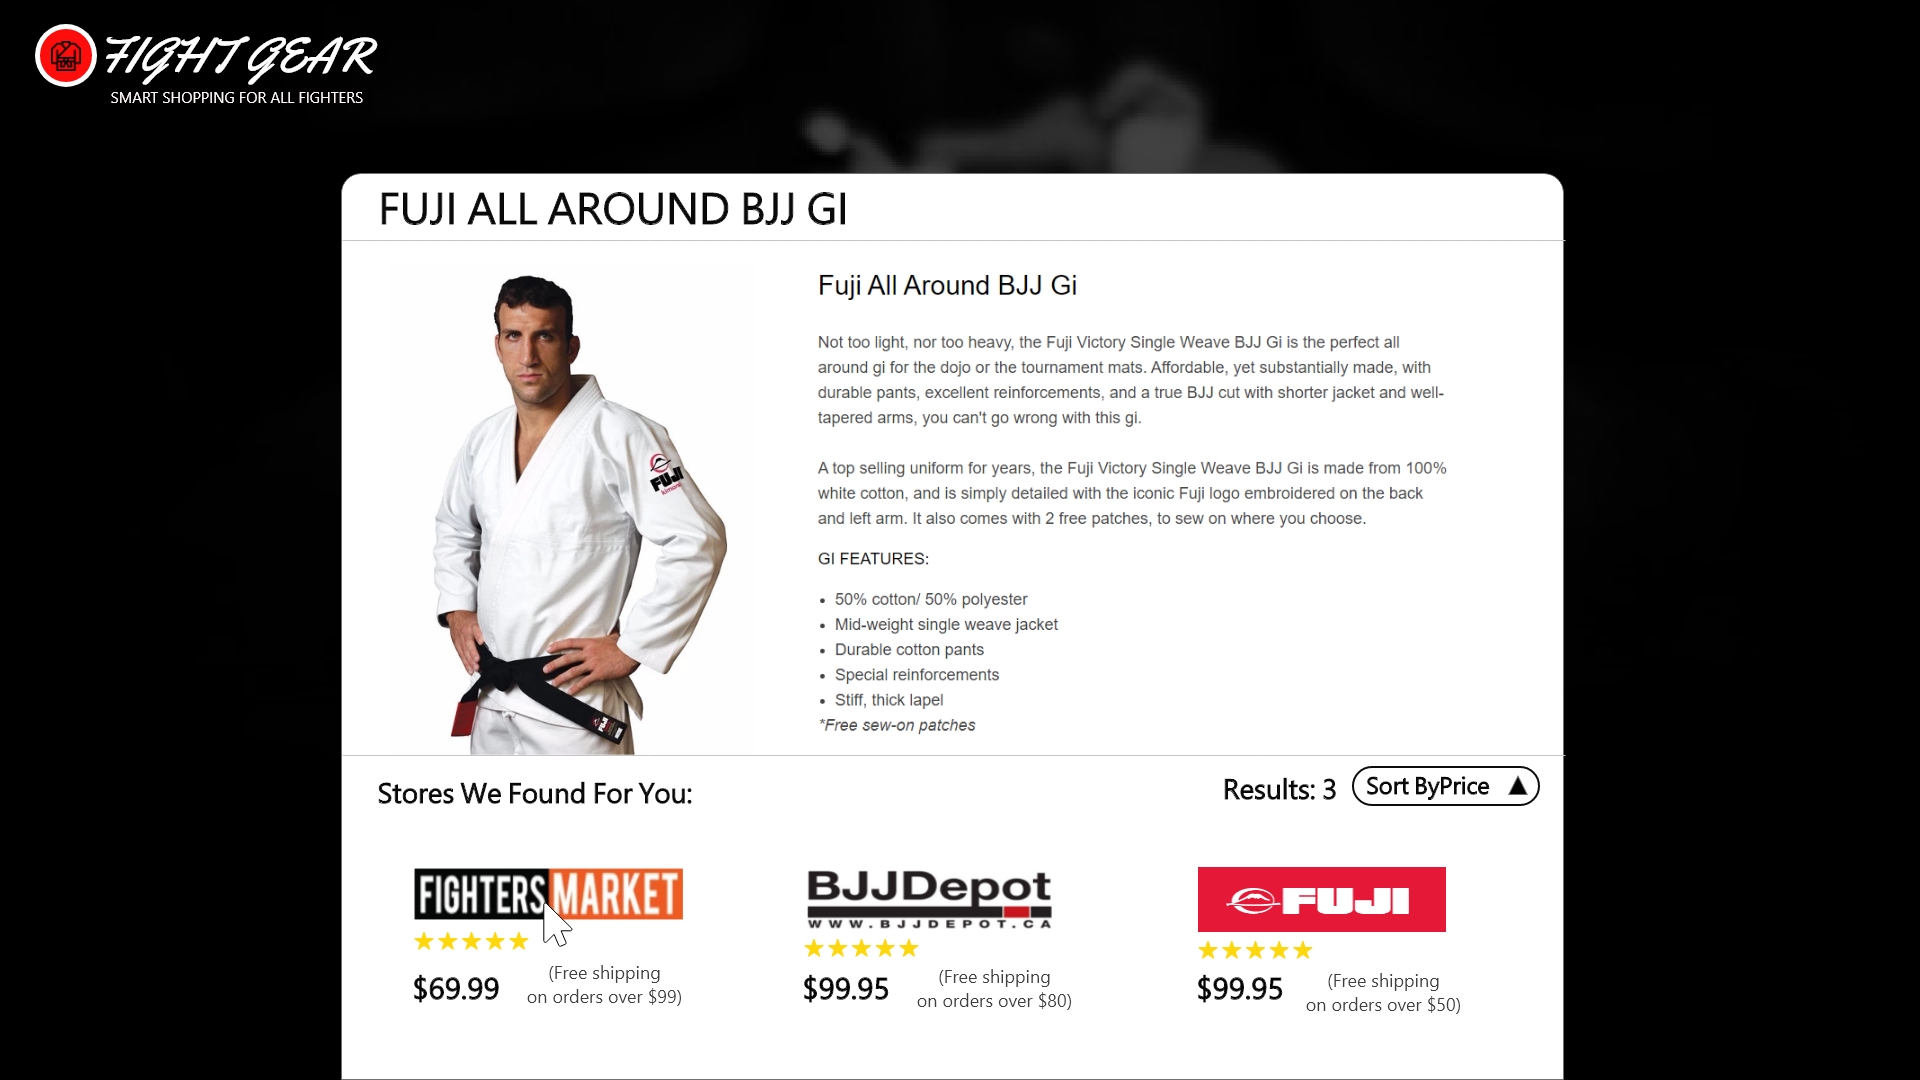 FIGHT GEAR
SMART SHOPPING FOR ALL FIGHTERS
FUJI ALL AROUND BJJ GI
Fuji All Around BJJ Gi
Not too light, nor too heavy, the Fuji Victory Single Weave BJJ Gi is the perfect all
around gi for the dojo or the tournament mats. Affordable, yet substantially made, with
durable pants, excellent reinforcements, and a true BJJ cut with shorter jacket and well-
tapered arms, you can't go wrong with this gi.
A top selling uniform for years, the Fuji Victory Single Weave BJJ Gi is made from 100%
white cotton, and is simply detailed with the iconic Fuji logo embroidered on the back
and left arm. It also comes with 2 free patches, to sew on where you choose.
GI FEATURES:
• 50% cotton/ 50% polyester
• Mid-weight single weave jacket
• Durable cotton pants
• Special reinforcements
• Stiff, thick lapel
*Free sew-on patches
FUJI
FUJI
Stores We Found For You:
Results: 3
Sort ByPrice ▲
FIGHTERS MARKET
$69.99
(Free shipping
on orders over $99)
BJJDepot
WWW.BJJDEPOT.CA
$99.95
(Free shipping
on orders over $80)
FUJI
$99.95
(Free shipping
on orders over $50)